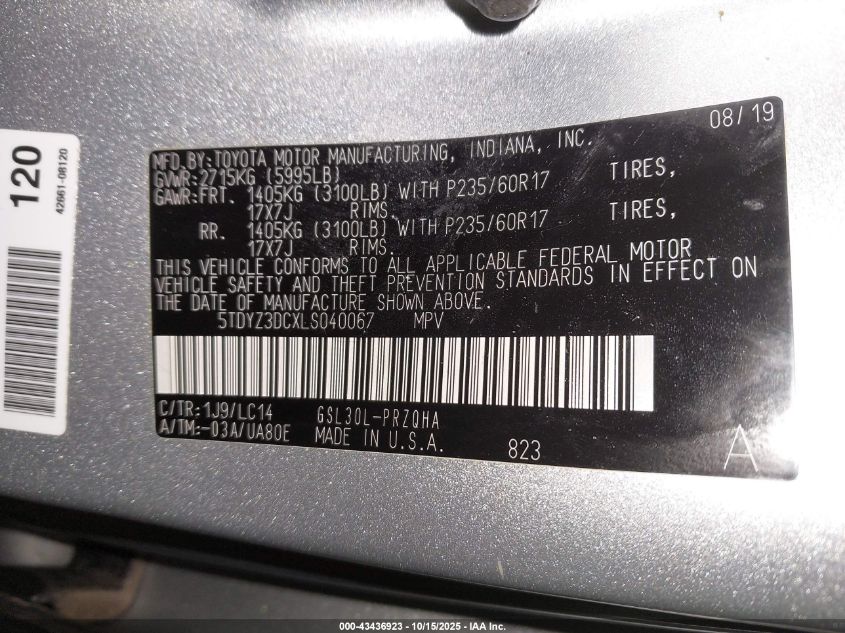 120
42661-08120
08/19
MFD. BY: TOYOTA MOTOR MANUFACTURING, INDIANA, INC.
GVWR: 2715KG (5995LB)
GAWR: FRT. 1405KG (3100LB) WITH P235/60R17 TIRES,
17X7J RIMS.
RR. 1405KG (3100LB) WITH P235/60R17 TIRES,
17X7J RIMS.
THIS VEHICLE CONFORMS TO ALL APPLICABLE FEDERAL MOTOR
VEHICLE SAFETY AND THEFT PREVENTION STANDARDS IN EFFECT ON
THE DATE OF MANUFACTURE SHOWN ABOVE.
5TDYZ3DCXLS040067 MPV
C/TR: 1J9/LC14 GSL30L-PRZQHA
A/TM:-03A/UA80E MADE IN U.S.A.
823
A
000-43436923 - 10/15/2025 - IAA Inc.